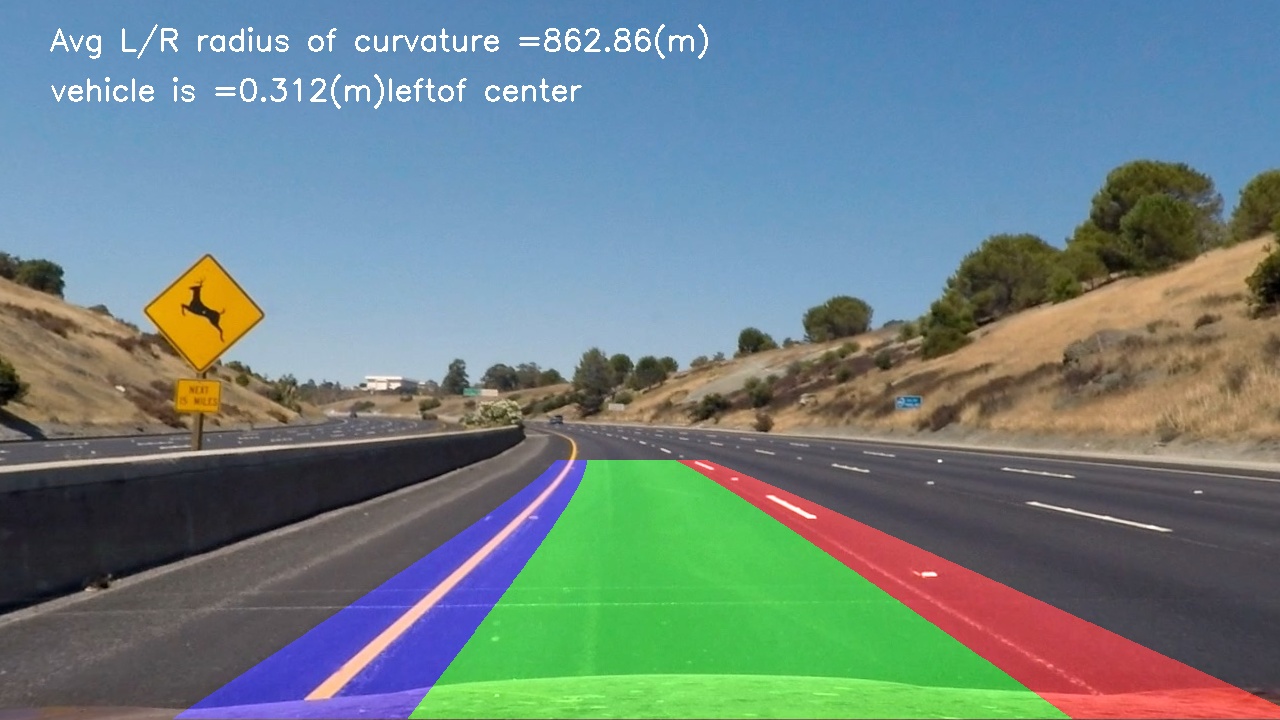 Avg L/R radius of curvature =862.86(m)
vehicle is =0.312(m)leftof center
NEXT
15 MILES